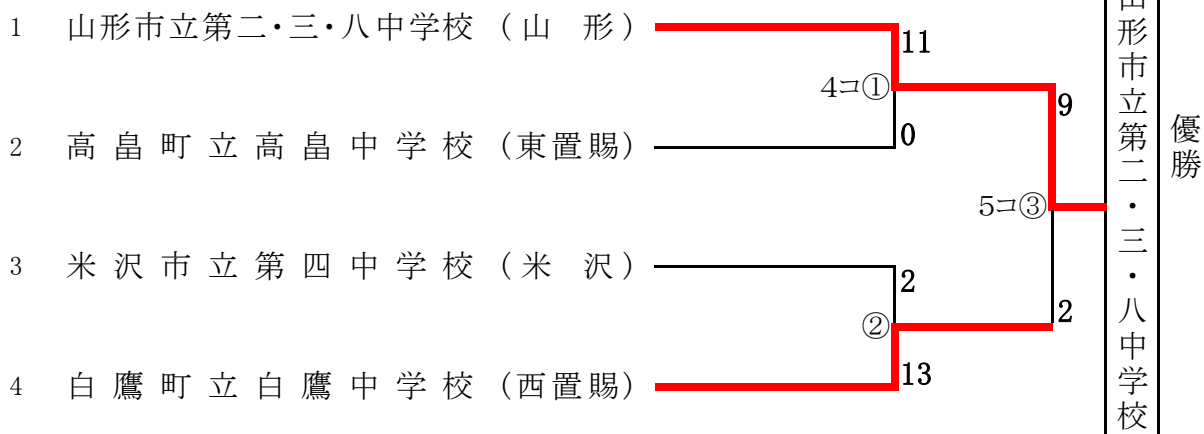 1 山形市立第二・三・八中学校 (山 形)
11
4コ①
9
0
2 高畠町立高畠中学校 (東置賜)
5コ③
3 米沢市立第四中学校 (米 沢)
2
②
2
13
4 白鷹町立白鷹中学校 (西置賜)
山形市立第二・三・八中学校
優勝